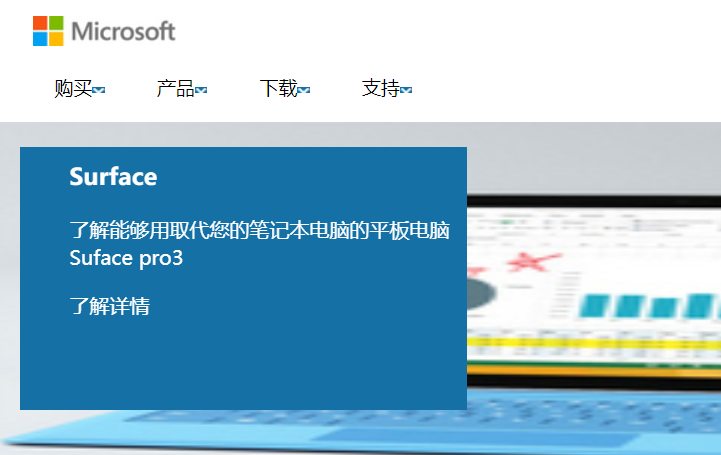 Microsoft
购买 产品 下载 支持
Surface
了解能够用取代您的笔记本电脑的平板电脑
Suface pro3
了解详情